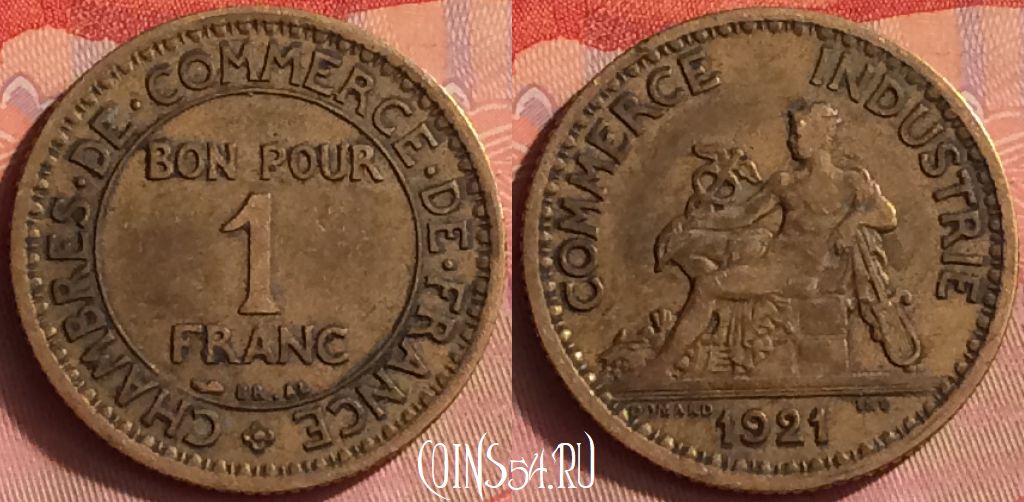 CHAMBRES·DE·COMMERCE·DE·FRANCE
BON POUR
1
FRANC
COMMERCE INDUSTRIE
1921
COINS54.RU